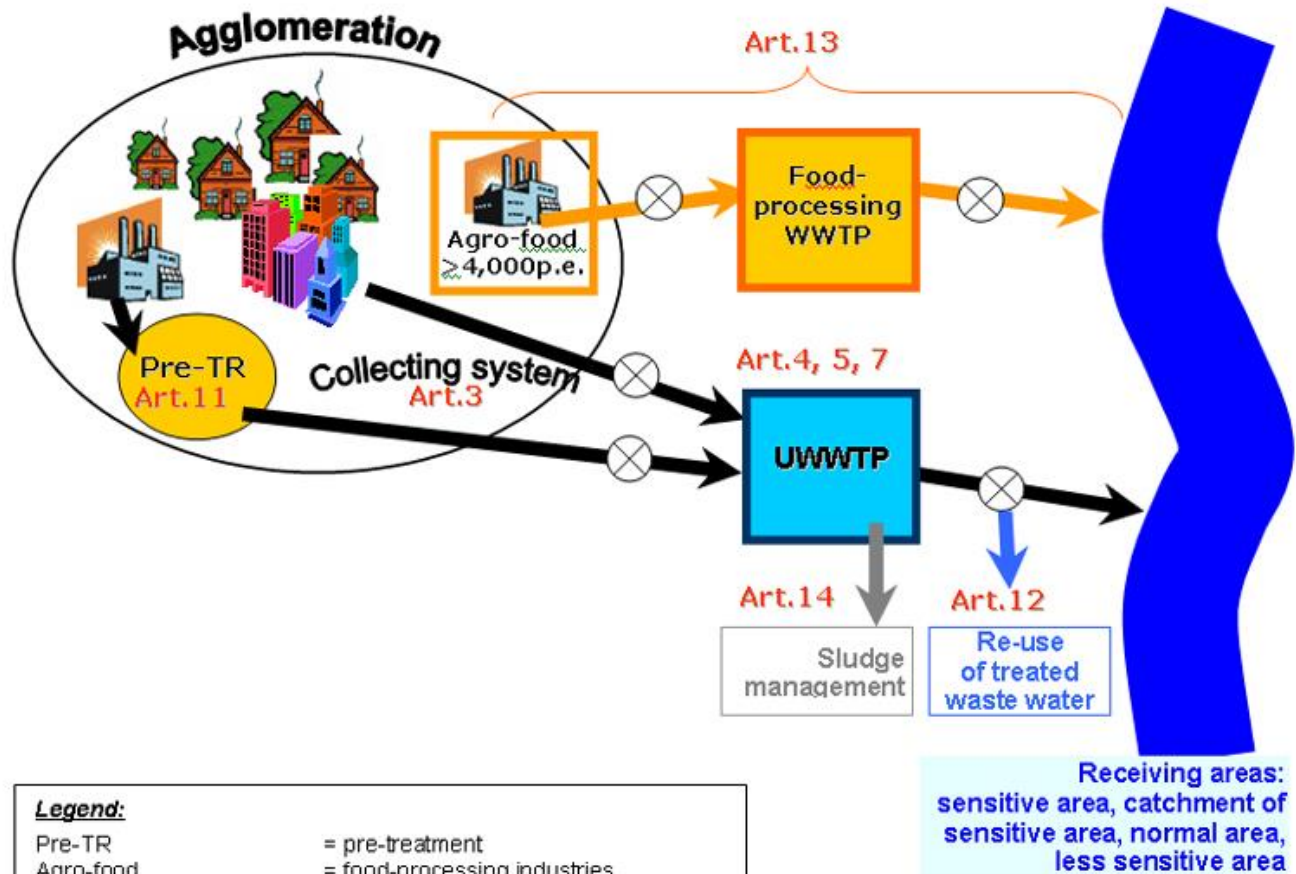 Agglomeration
Art.13
Agro-food
≥4,000p.e.
Food-
processing
WWTP
Pre-TR
Art.11
Collecting system
Art.3
Art.4, 5, 7
UWWTP
Art.14
Sludge
management
Art.12
Re-use
of treated
waste water
Receiving areas:
sensitive area, catchment of
sensitive area, normal area,
less sensitive area
Legend:
Pre-TR = pre-treatment
Agro-food = food-processing industries